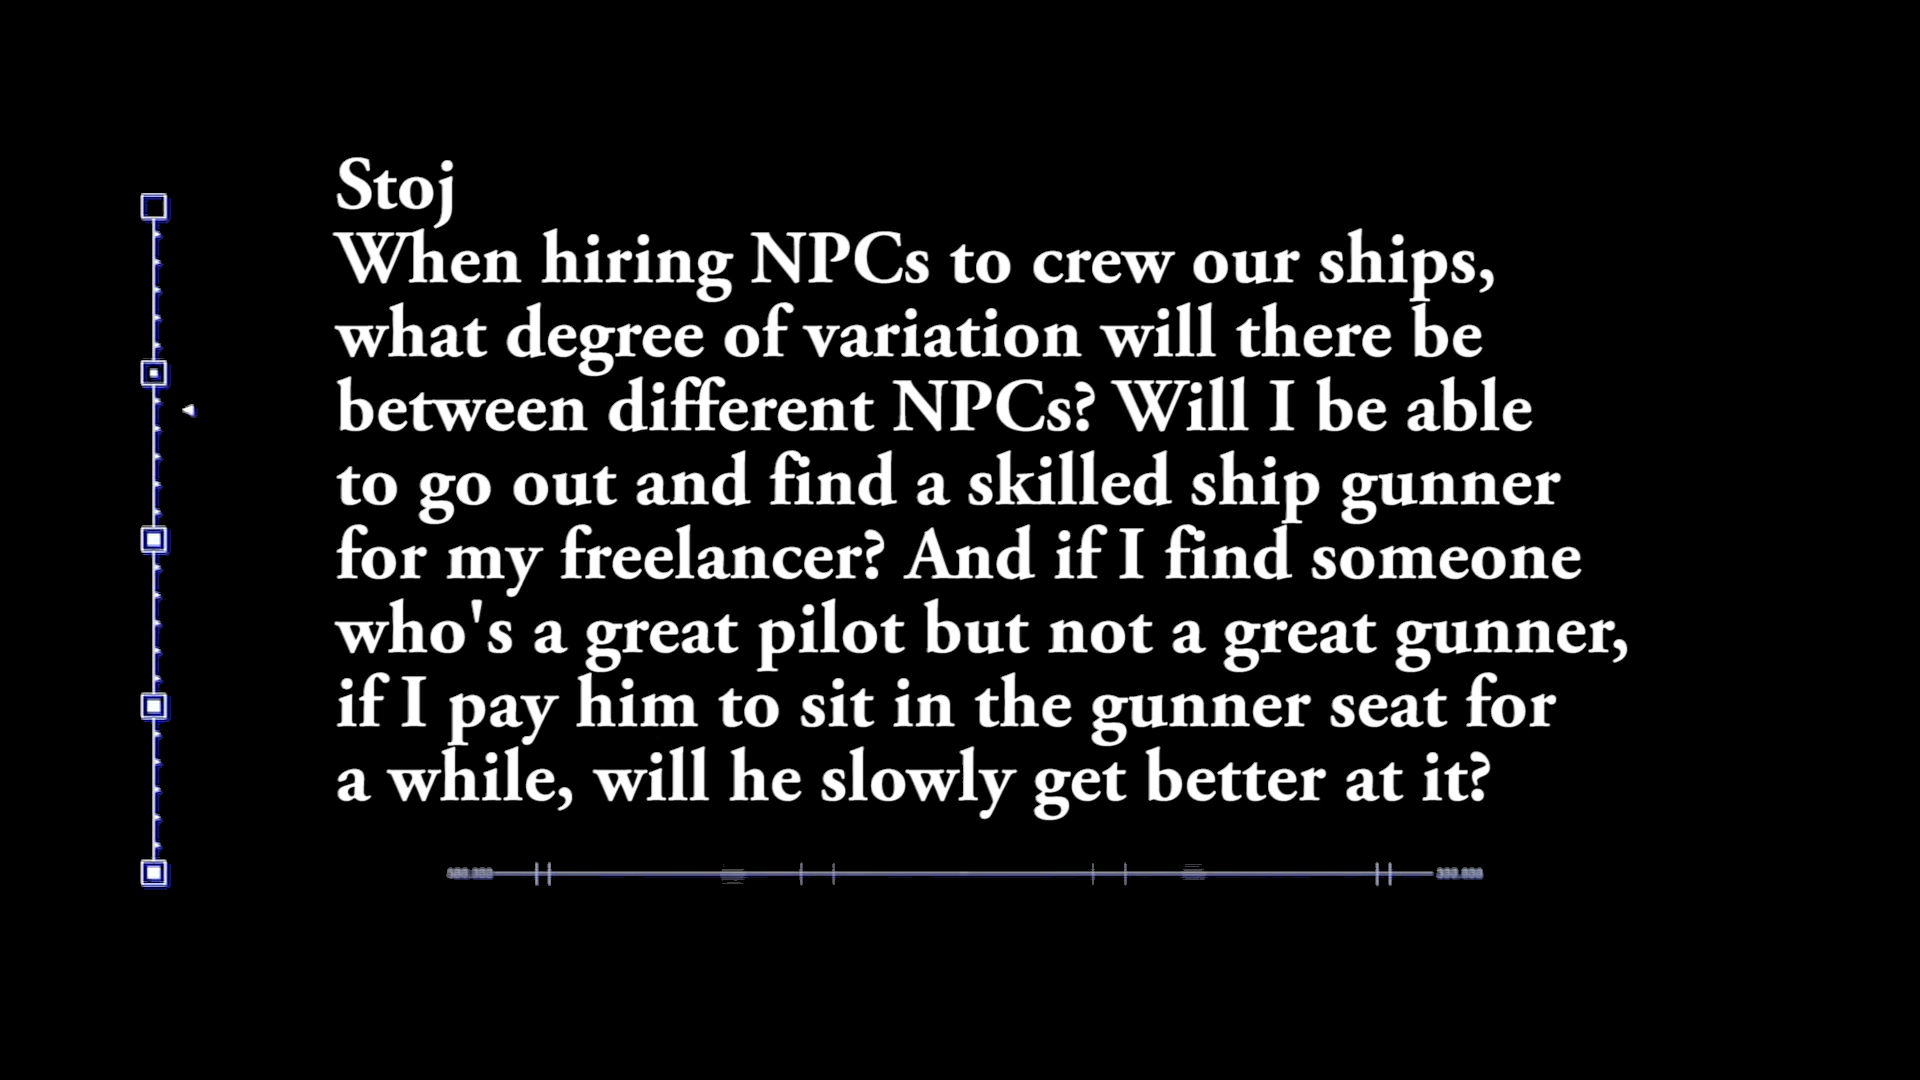 Stoj
When hiring NPCs to crew our ships,
what degree of variation will there be
between different NPCs? Will I be able
to go out and find a skilled ship gunner
for my freelancer? And if I find someone
who's a great pilot but not a great gunner,
if I pay him to sit in the gunner seat for
a while, will he slowly get better at it?